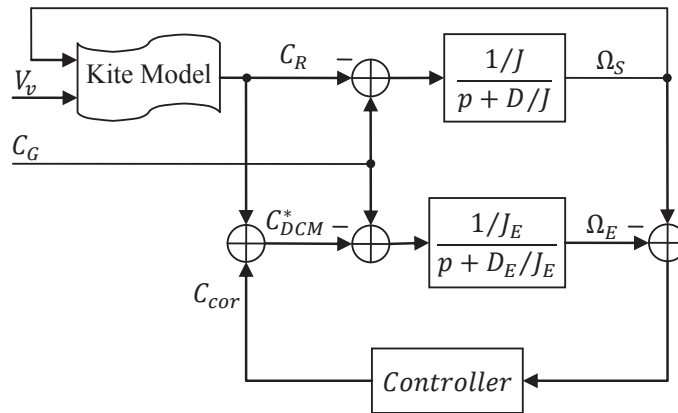 Kite Model
V_v
C_R
−
1/J
p + D/J
Ω_S
C_G
C*_DCM
−
1/J_E
p + D_E/J_E
Ω_E
−
C_cor
Controller